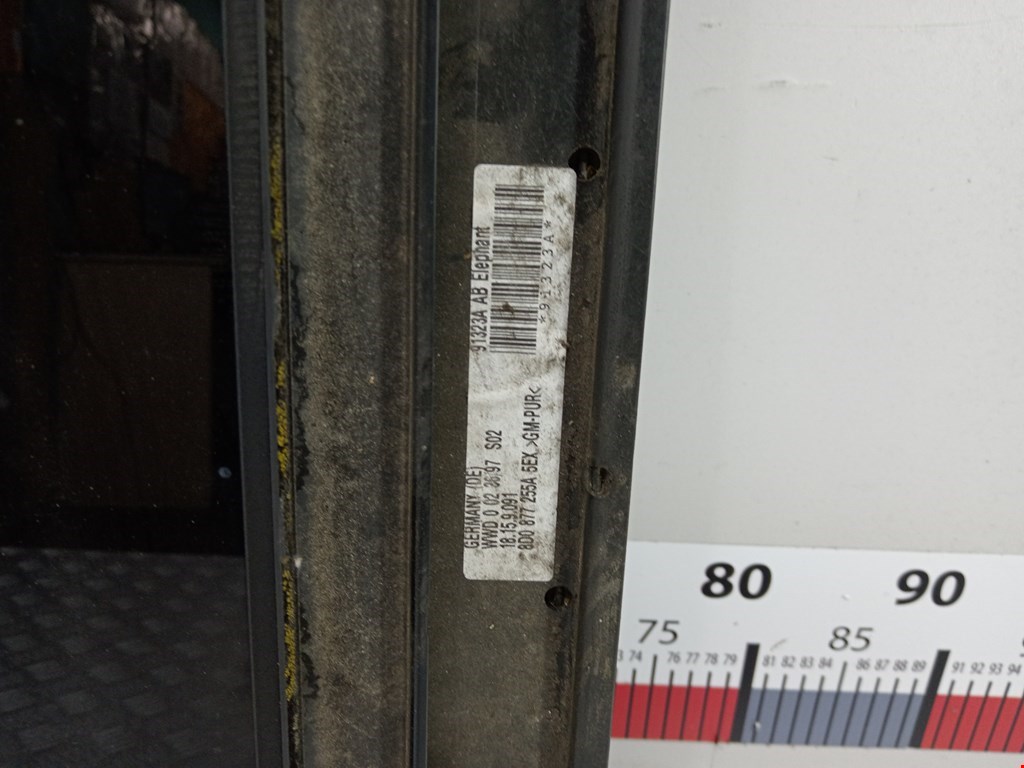 91323A AB Elephant
*91323A*
GERMANY (DE)
WWD 0 02 36/97 S02
18.15.9.091
8D0 877 255A 5EX >GM-PUR<
80 90
75 85
74 76 77 78 79 81 82 83 84 86 87 88 89 91 92 93 94